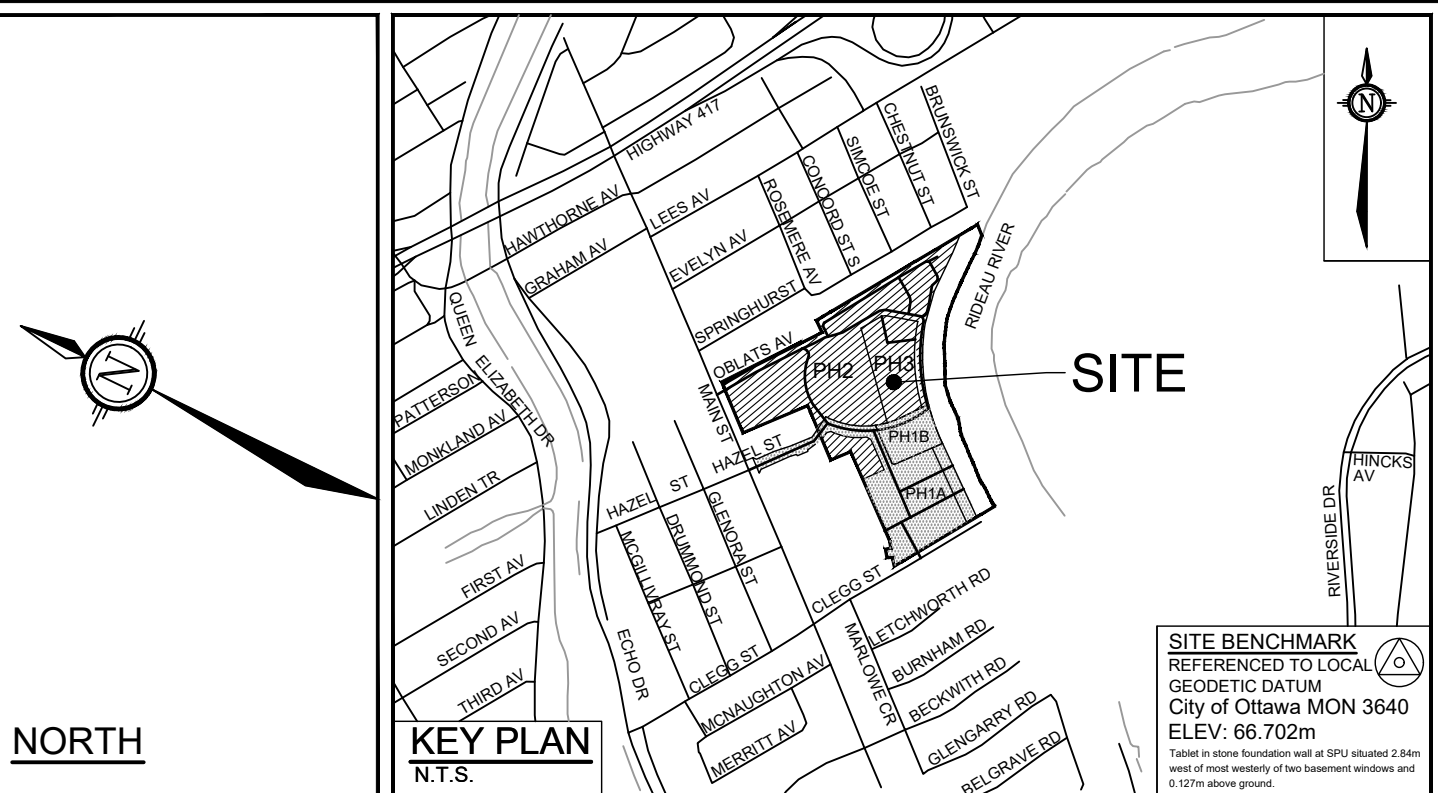 N
NORTH
HIGHWAY 417
BRUNSWICK ST
CHESTNUT ST
SIMCOE ST
CONCORD ST S
ROSEMERE AV
HAWTHORNE AV
LEES AV
GRAHAM AV
EVELYN AV
SPRINGHURST
OBLATS AV
RIDEAU RIVER
QUEEN ELIZABETH DR
PH2
PH3
SITE
PATTERSON
MONKLAND AV
LINDEN TR
MAIN ST
HAZEL ST
HAZEL ST
PH1B
PH1A
GLENORA ST
DRUMMOND ST
MCGILLIVRAY ST
FIRST AV
SECOND AV
THIRD AV
ECHO DR
CLEGG ST
CLEGG ST
MCNAUGHTON AV
MERRITT AV
MARLOWE CR
LETCHWORTH RD
BURNHAM RD
BECKWITH RD
GLENGARRY RD
BELGRAVE RD
RIVERSIDE DR
HINCKS
AV
N
KEY PLAN
N.T.S.
SITE BENCHMARK
REFERENCED TO LOCAL
GEODETIC DATUM
City of Ottawa MON 3640
ELEV: 66.702m
Tablet in stone foundation wall at SPU situated 2.84m
west of most westerly of two basement windows and
0.127m above ground.